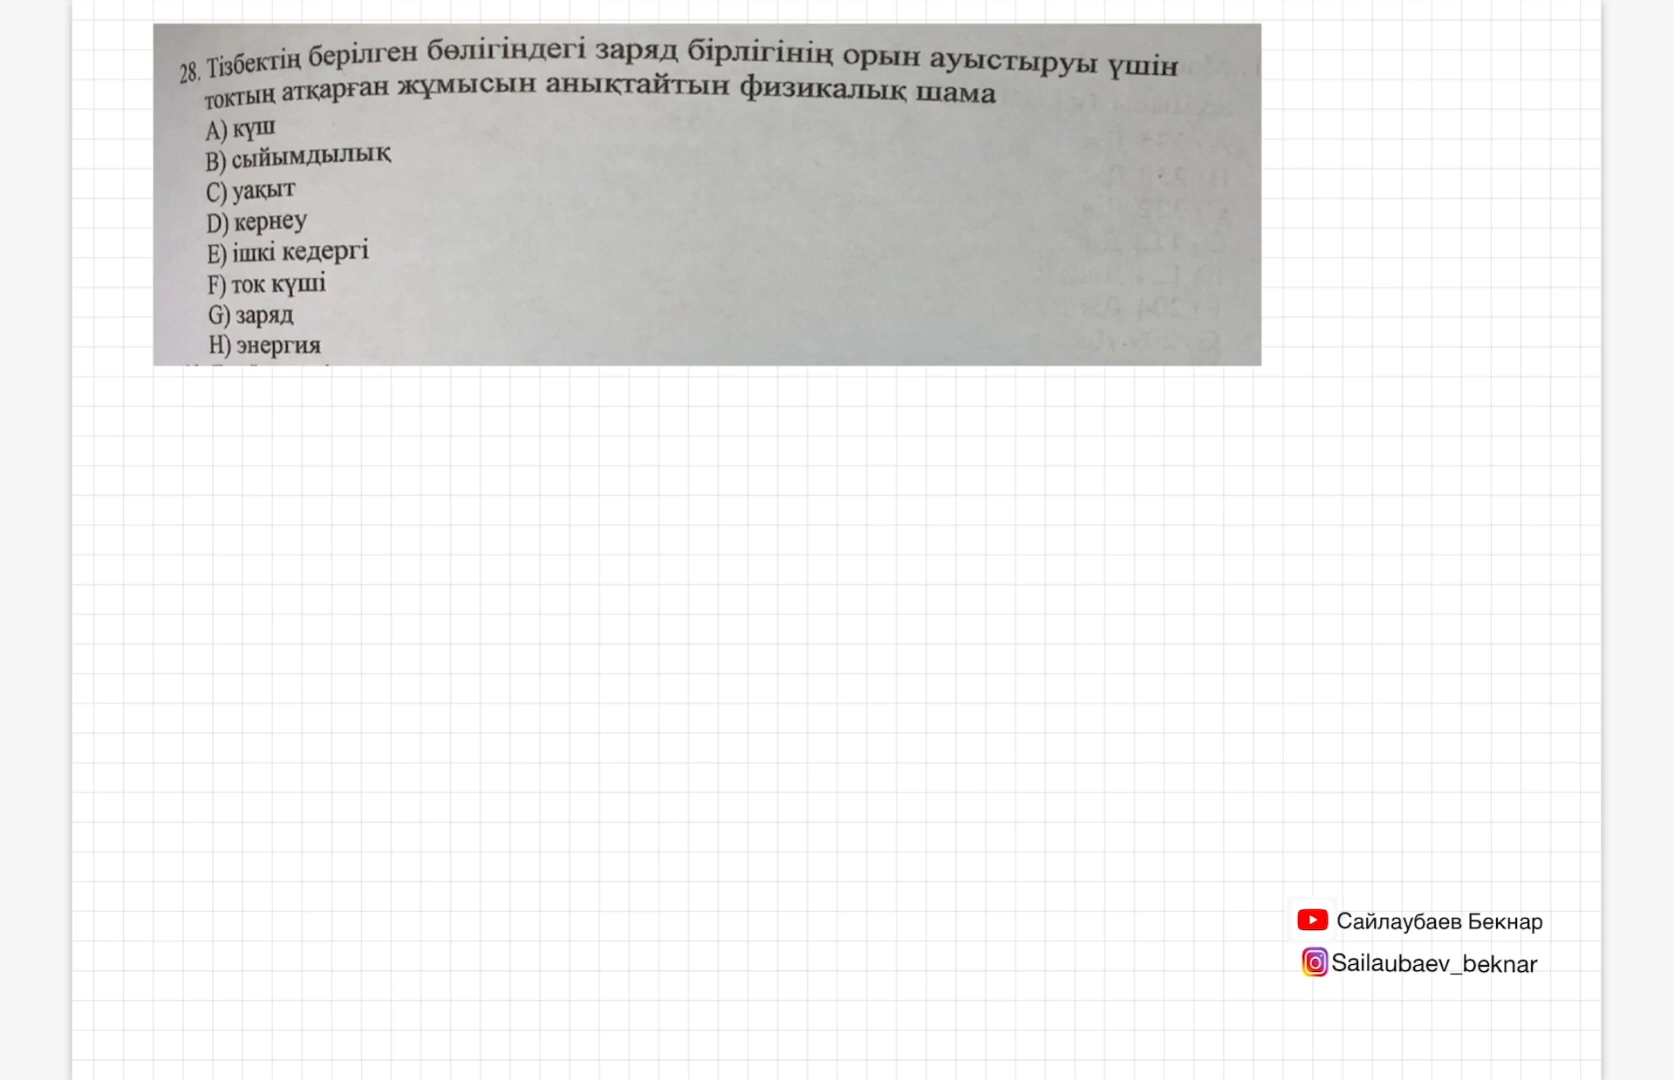 28. Тізбектің берілген бөлігіндегі заряд бірлігінің орын ауыстыруы үшін
токтың атқарған жұмысын анықтайтын физикалық шама
A) күш
B) сыйымдылық
C) уақыт
D) кернеу
E) ішкі кедергі
F) ток күші
G) заряд
H) энергия
Сайлаубаев Бекнар
Sailaubaev_beknar